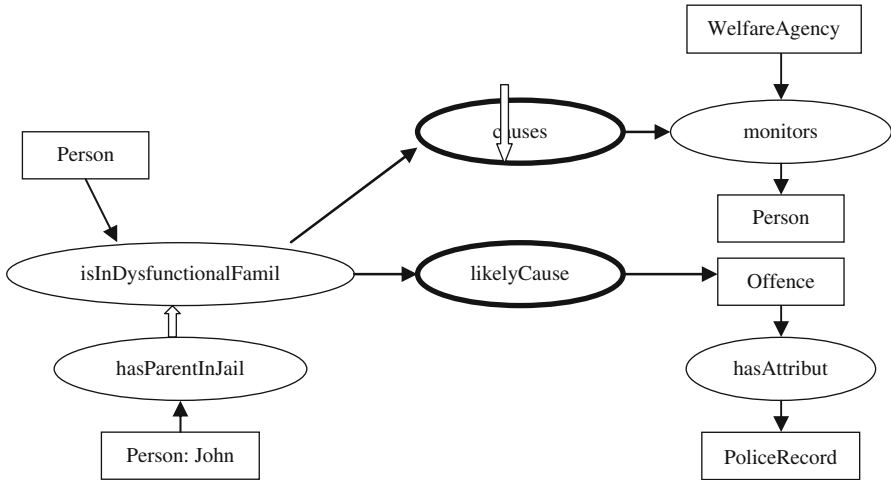 WelfareAgency
causes
monitors
Person
Person
isInDysfunctionalFamil
likelyCause
Offence
hasParentInJail
hasAttribut
Person: John
PoliceRecord